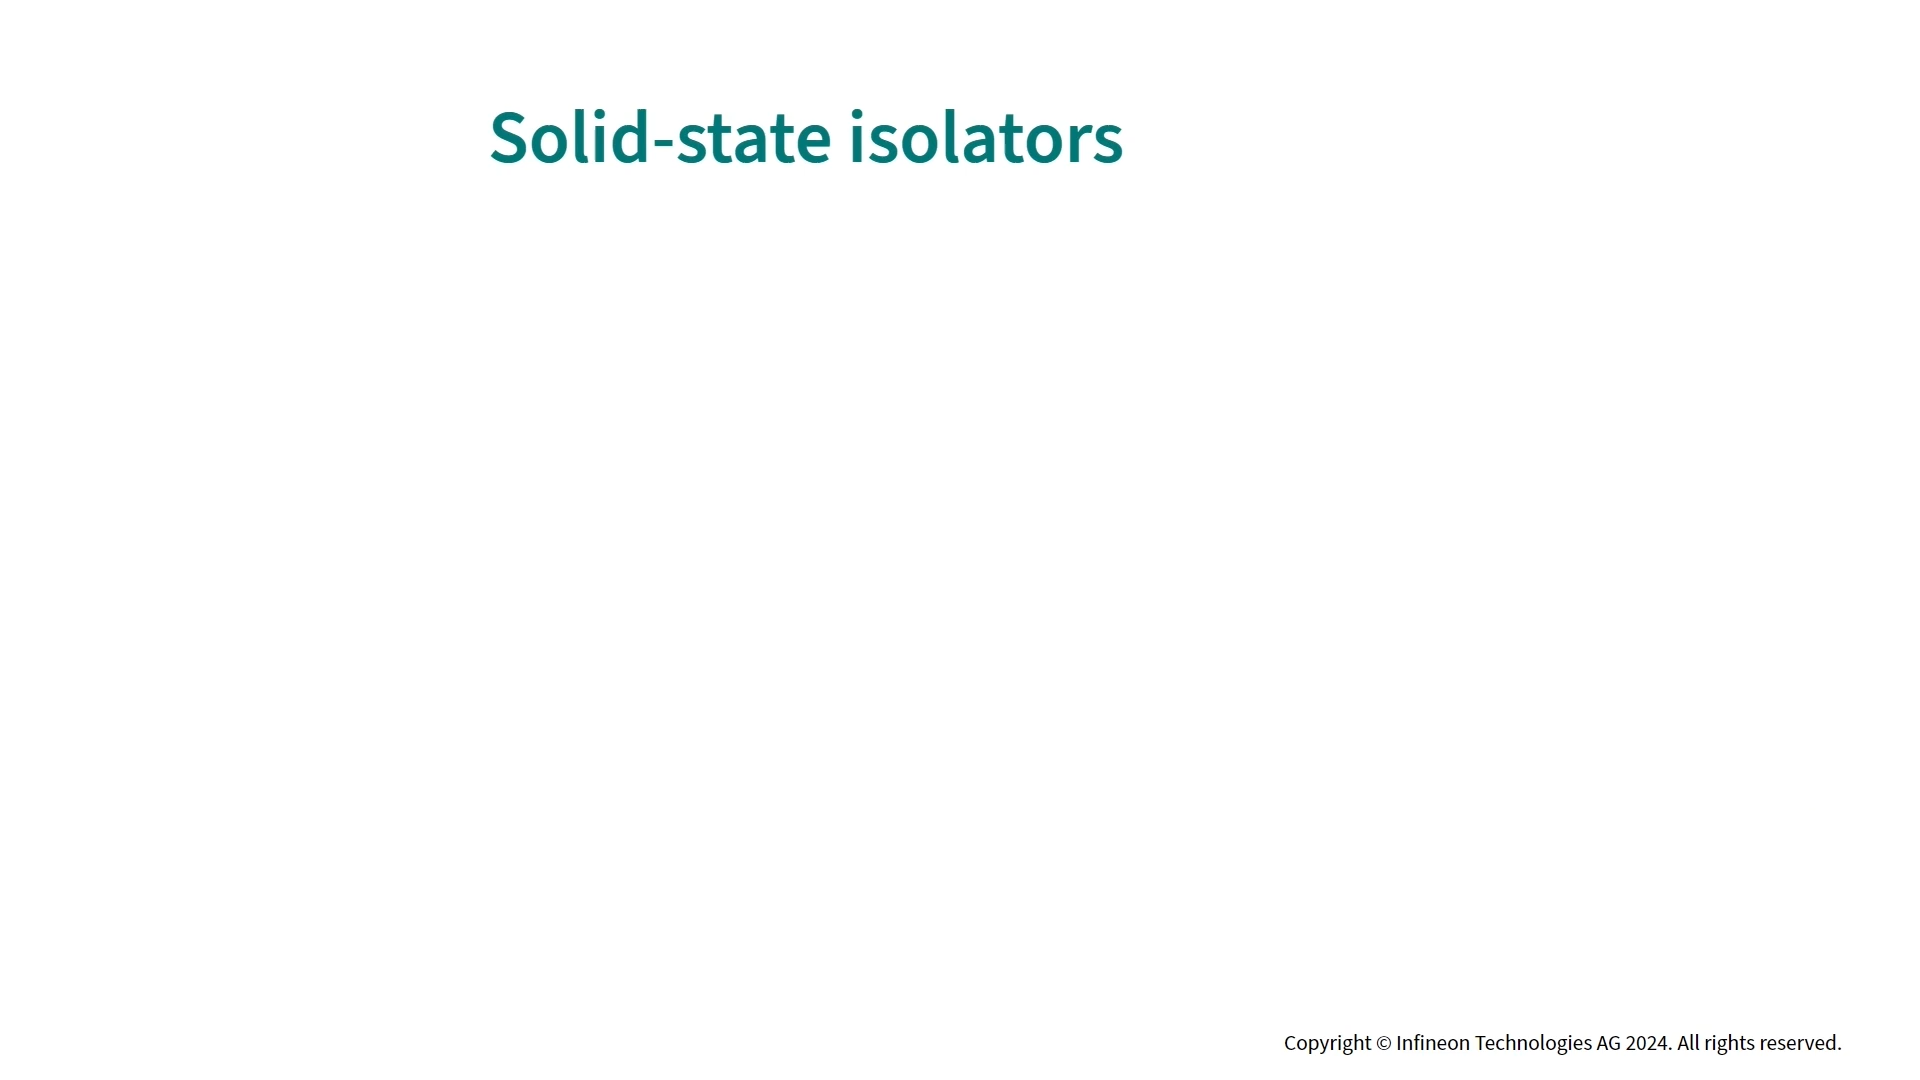 Solid-state isolators
Copyright © Infineon Technologies AG 2024. All rights reserved.